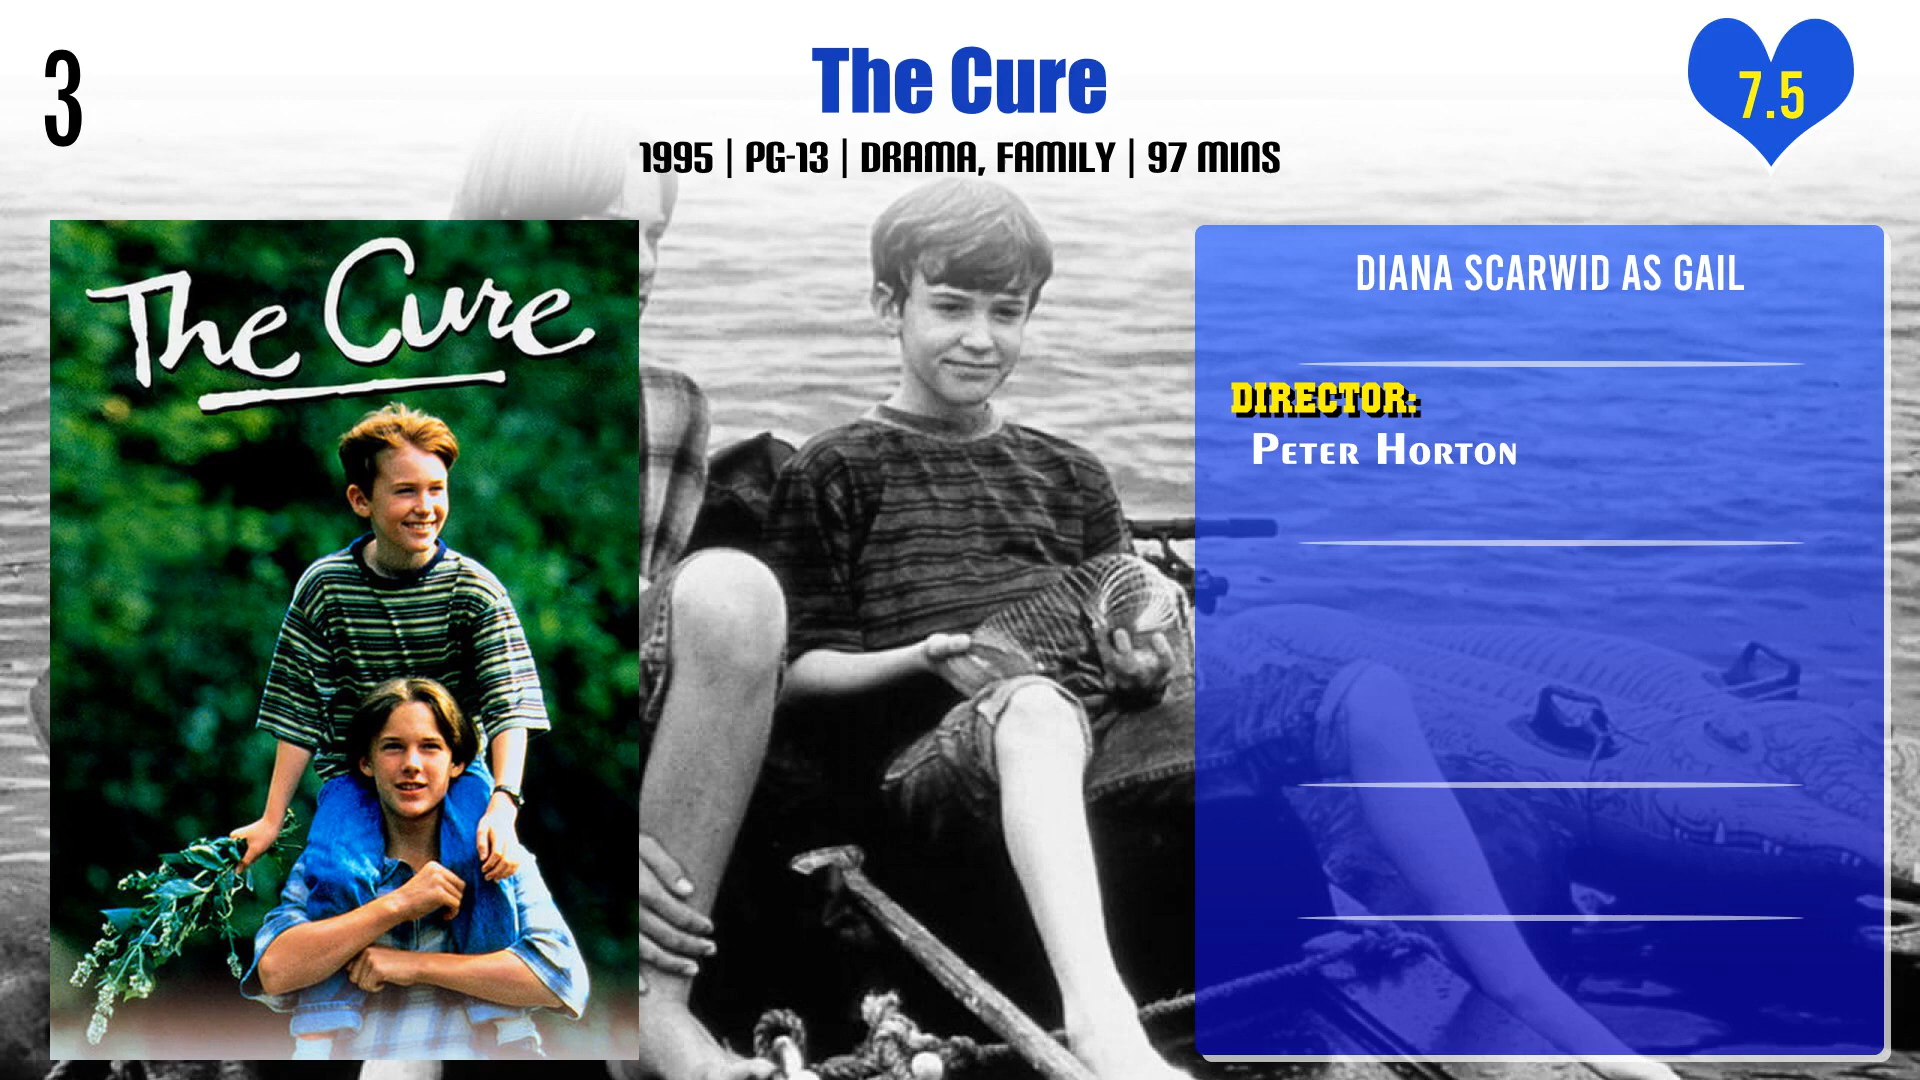 3
The Cure
7.5
1995 | PG-13 | DRAMA, FAMILY | 97 MINS
The Cure
DIANA SCARWID AS GAIL
DIRECTOR:
PETER HORTON